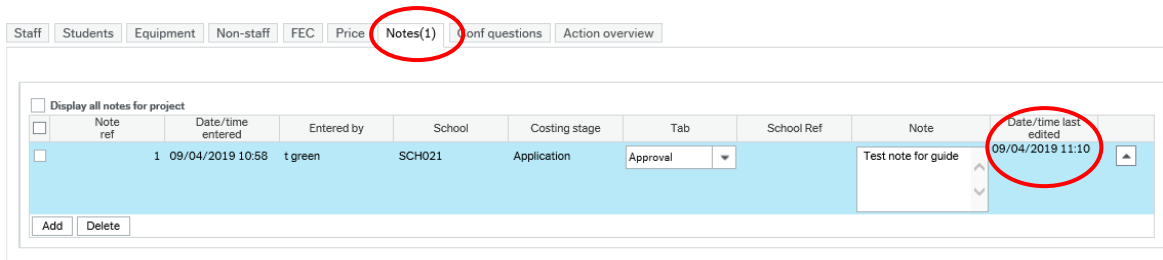 Staff Students Equipment Non-staff FEC Price Notes(1) Conf questions Action overview
Display all notes for project
Note ref Date/time entered Entered by School Costing stage Tab School Ref Note Date/time last edited
1 09/04/2019 10:58 t green SCH021 Application Approval Test note for guide 09/04/2019 11:10
Add Delete